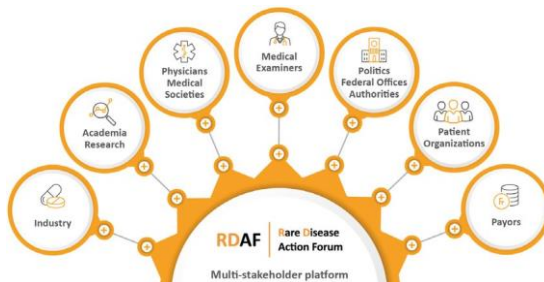 Medical
Examiners
Physicians
Medical
Societies
Politics
Federal Offices
Authorities
Academia
Research
Patient
Organizations
Industry
Payors
RDAF
Rare Disease
Action Forum
Multi-stakeholder platform